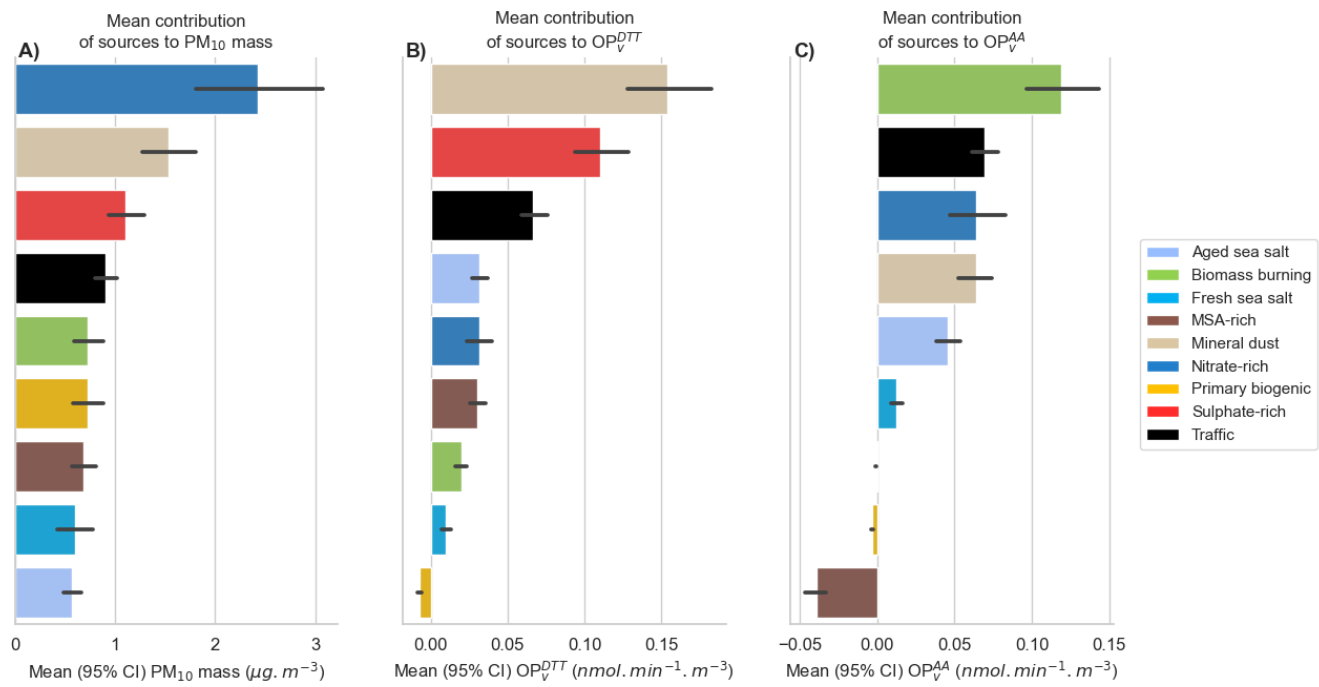 Mean contribution
of sources to PM₁₀ mass
A)
0
1
2
3
Mean (95% CI) PM₁₀ mass (μg.m⁻³)
Mean contribution
of sources to OPᵥᴰᵀᵀ
B)
0.00
0.05
0.10
0.15
Mean (95% CI) OPᵥᴰᵀᵀ (nmol.min⁻¹.m⁻³)
Mean contribution
of sources to OPᵥᴬᴬ
C)
−0.05
0.00
0.05
0.10
0.15
Mean (95% CI) OPᵥᴬᴬ (nmol.min⁻¹.m⁻³)
Aged sea salt
Biomass burning
Fresh sea salt
MSA-rich
Mineral dust
Nitrate-rich
Primary biogenic
Sulphate-rich
Traffic